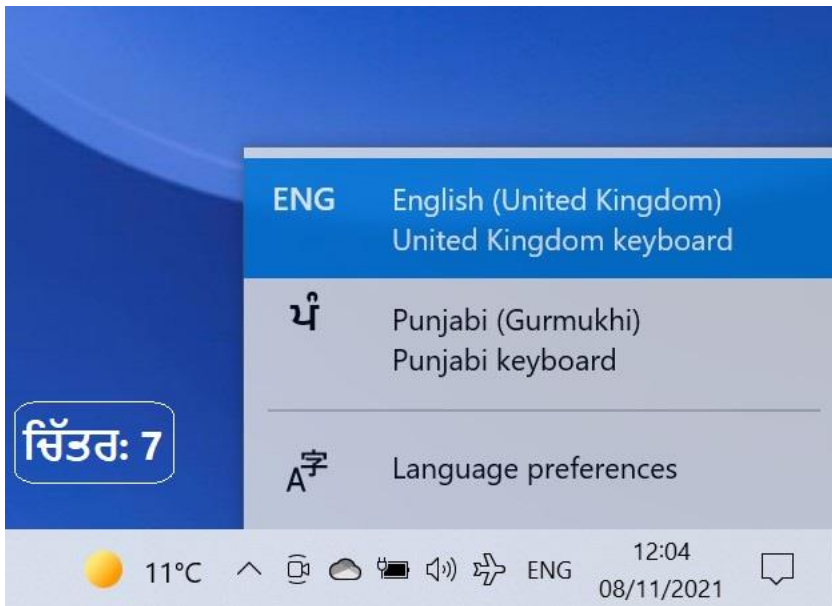 ENG English (United Kingdom)
United Kingdom keyboard
ਪੰ Punjabi (Gurmukhi)
Punjabi keyboard
ਚਿੱਤਰ: 7
A字 Language preferences
11°C ENG 12:04
08/11/2021